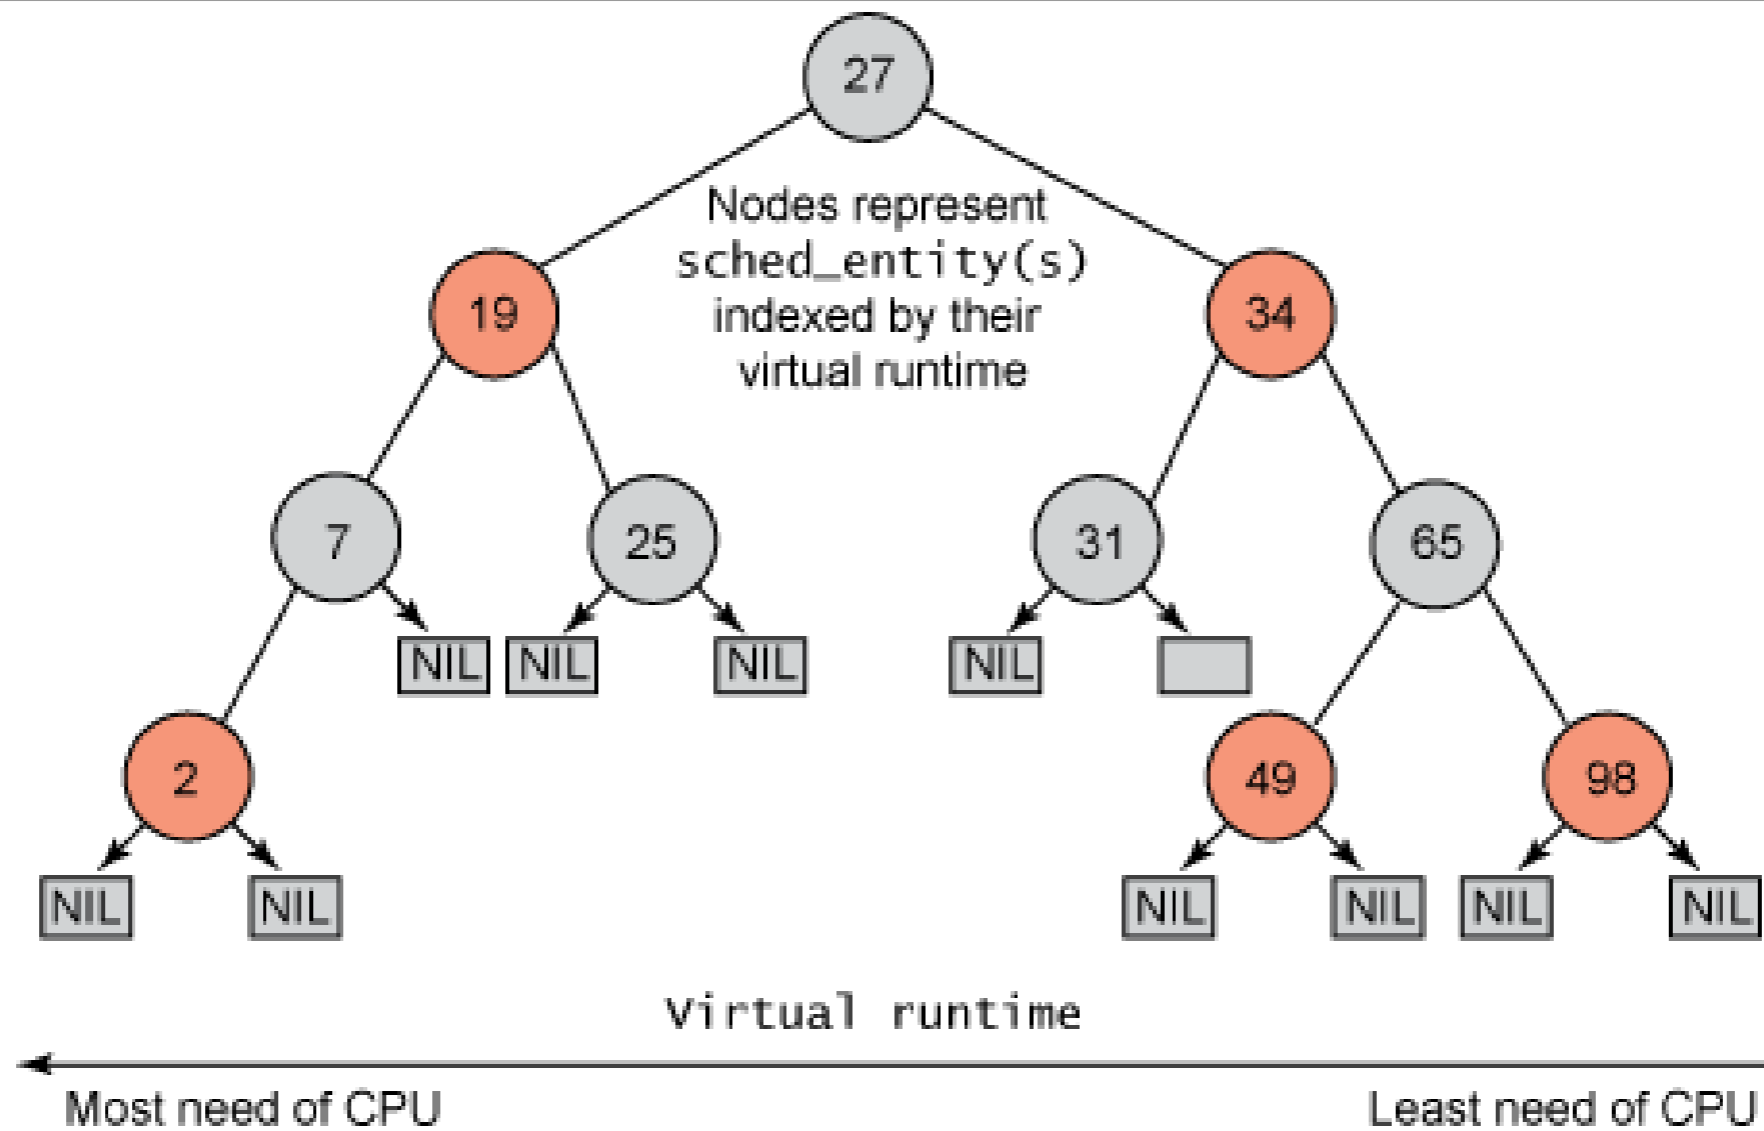 27
Nodes represent
sched_entity(s)
indexed by their
virtual runtime
19
34
7
25
31
65
NIL
NIL
NIL
NIL
2
49
98
NIL
NIL
NIL
NIL
NIL
NIL
Virtual runtime
Most need of CPU
Least need of CPU